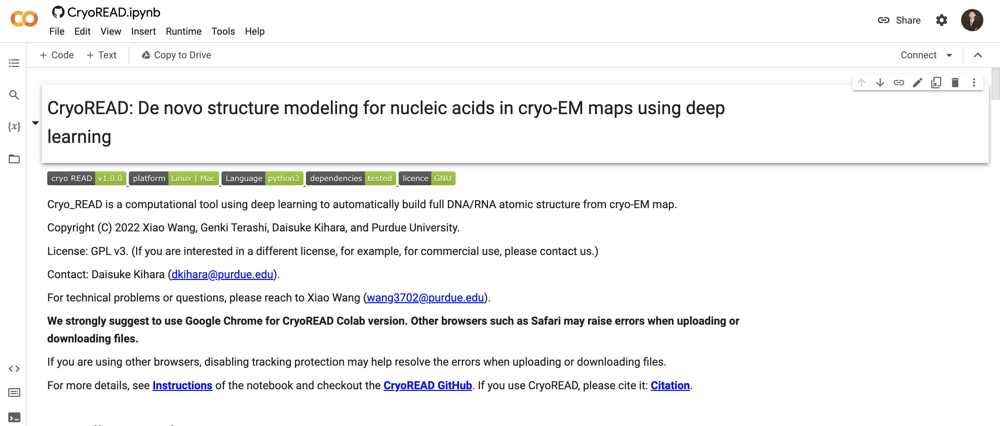 CryoREAD.ipynb
File Edit View Insert Runtime Tools Help
Share
+ Code + Text Copy to Drive
Connect
{x}
CryoREAD: De novo structure modeling for nucleic acids in cryo-EM maps using deep
learning
cryo READ v1.0.0 platform Linux | Mac Language python3 dependencies tested licence GNU
Cryo_READ is a computational tool using deep learning to automatically build full DNA/RNA atomic structure from cryo-EM map.
Copyright (C) 2022 Xiao Wang, Genki Terashi, Daisuke Kihara, and Purdue University.
License: GPL v3. (If you are interested in a different license, for example, for commercial use, please contact us.)
Contact: Daisuke Kihara (dkihara@purdue.edu).
For technical problems or questions, please reach to Xiao Wang (wang3702@purdue.edu).
We strongly suggest to use Google Chrome for CryoREAD Colab version. Other browsers such as Safari may raise errors when uploading or
downloading files.
If you are using other browsers, disabling tracking protection may help resolve the errors when uploading or downloading files.
For more details, see Instructions of the notebook and checkout the CryoREAD GitHub. If you use CryoREAD, please cite it: Citation.